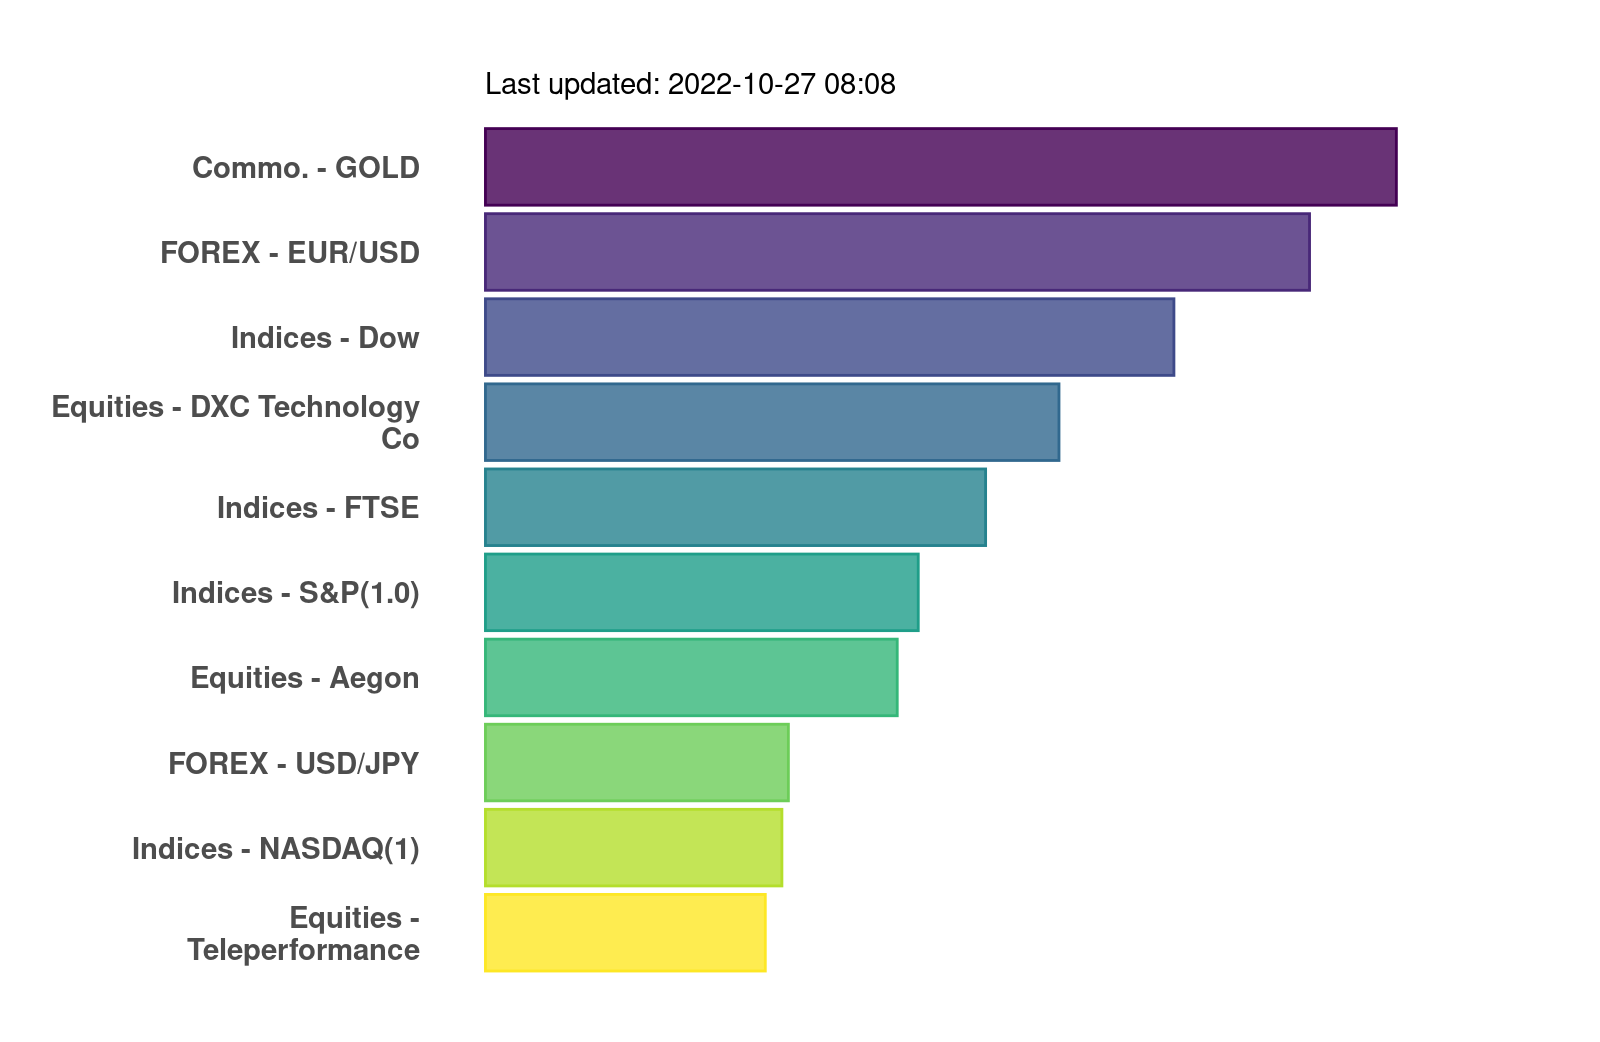 Last updated: 2022-10-27 08:08
Commo. - GOLD
FOREX - EUR/USD
Indices - Dow
Equities - DXC Technology
Co
Indices - FTSE
Indices - S&P(1.0)
Equities - Aegon
FOREX - USD/JPY
Indices - NASDAQ(1)
Equities -
Teleperformance